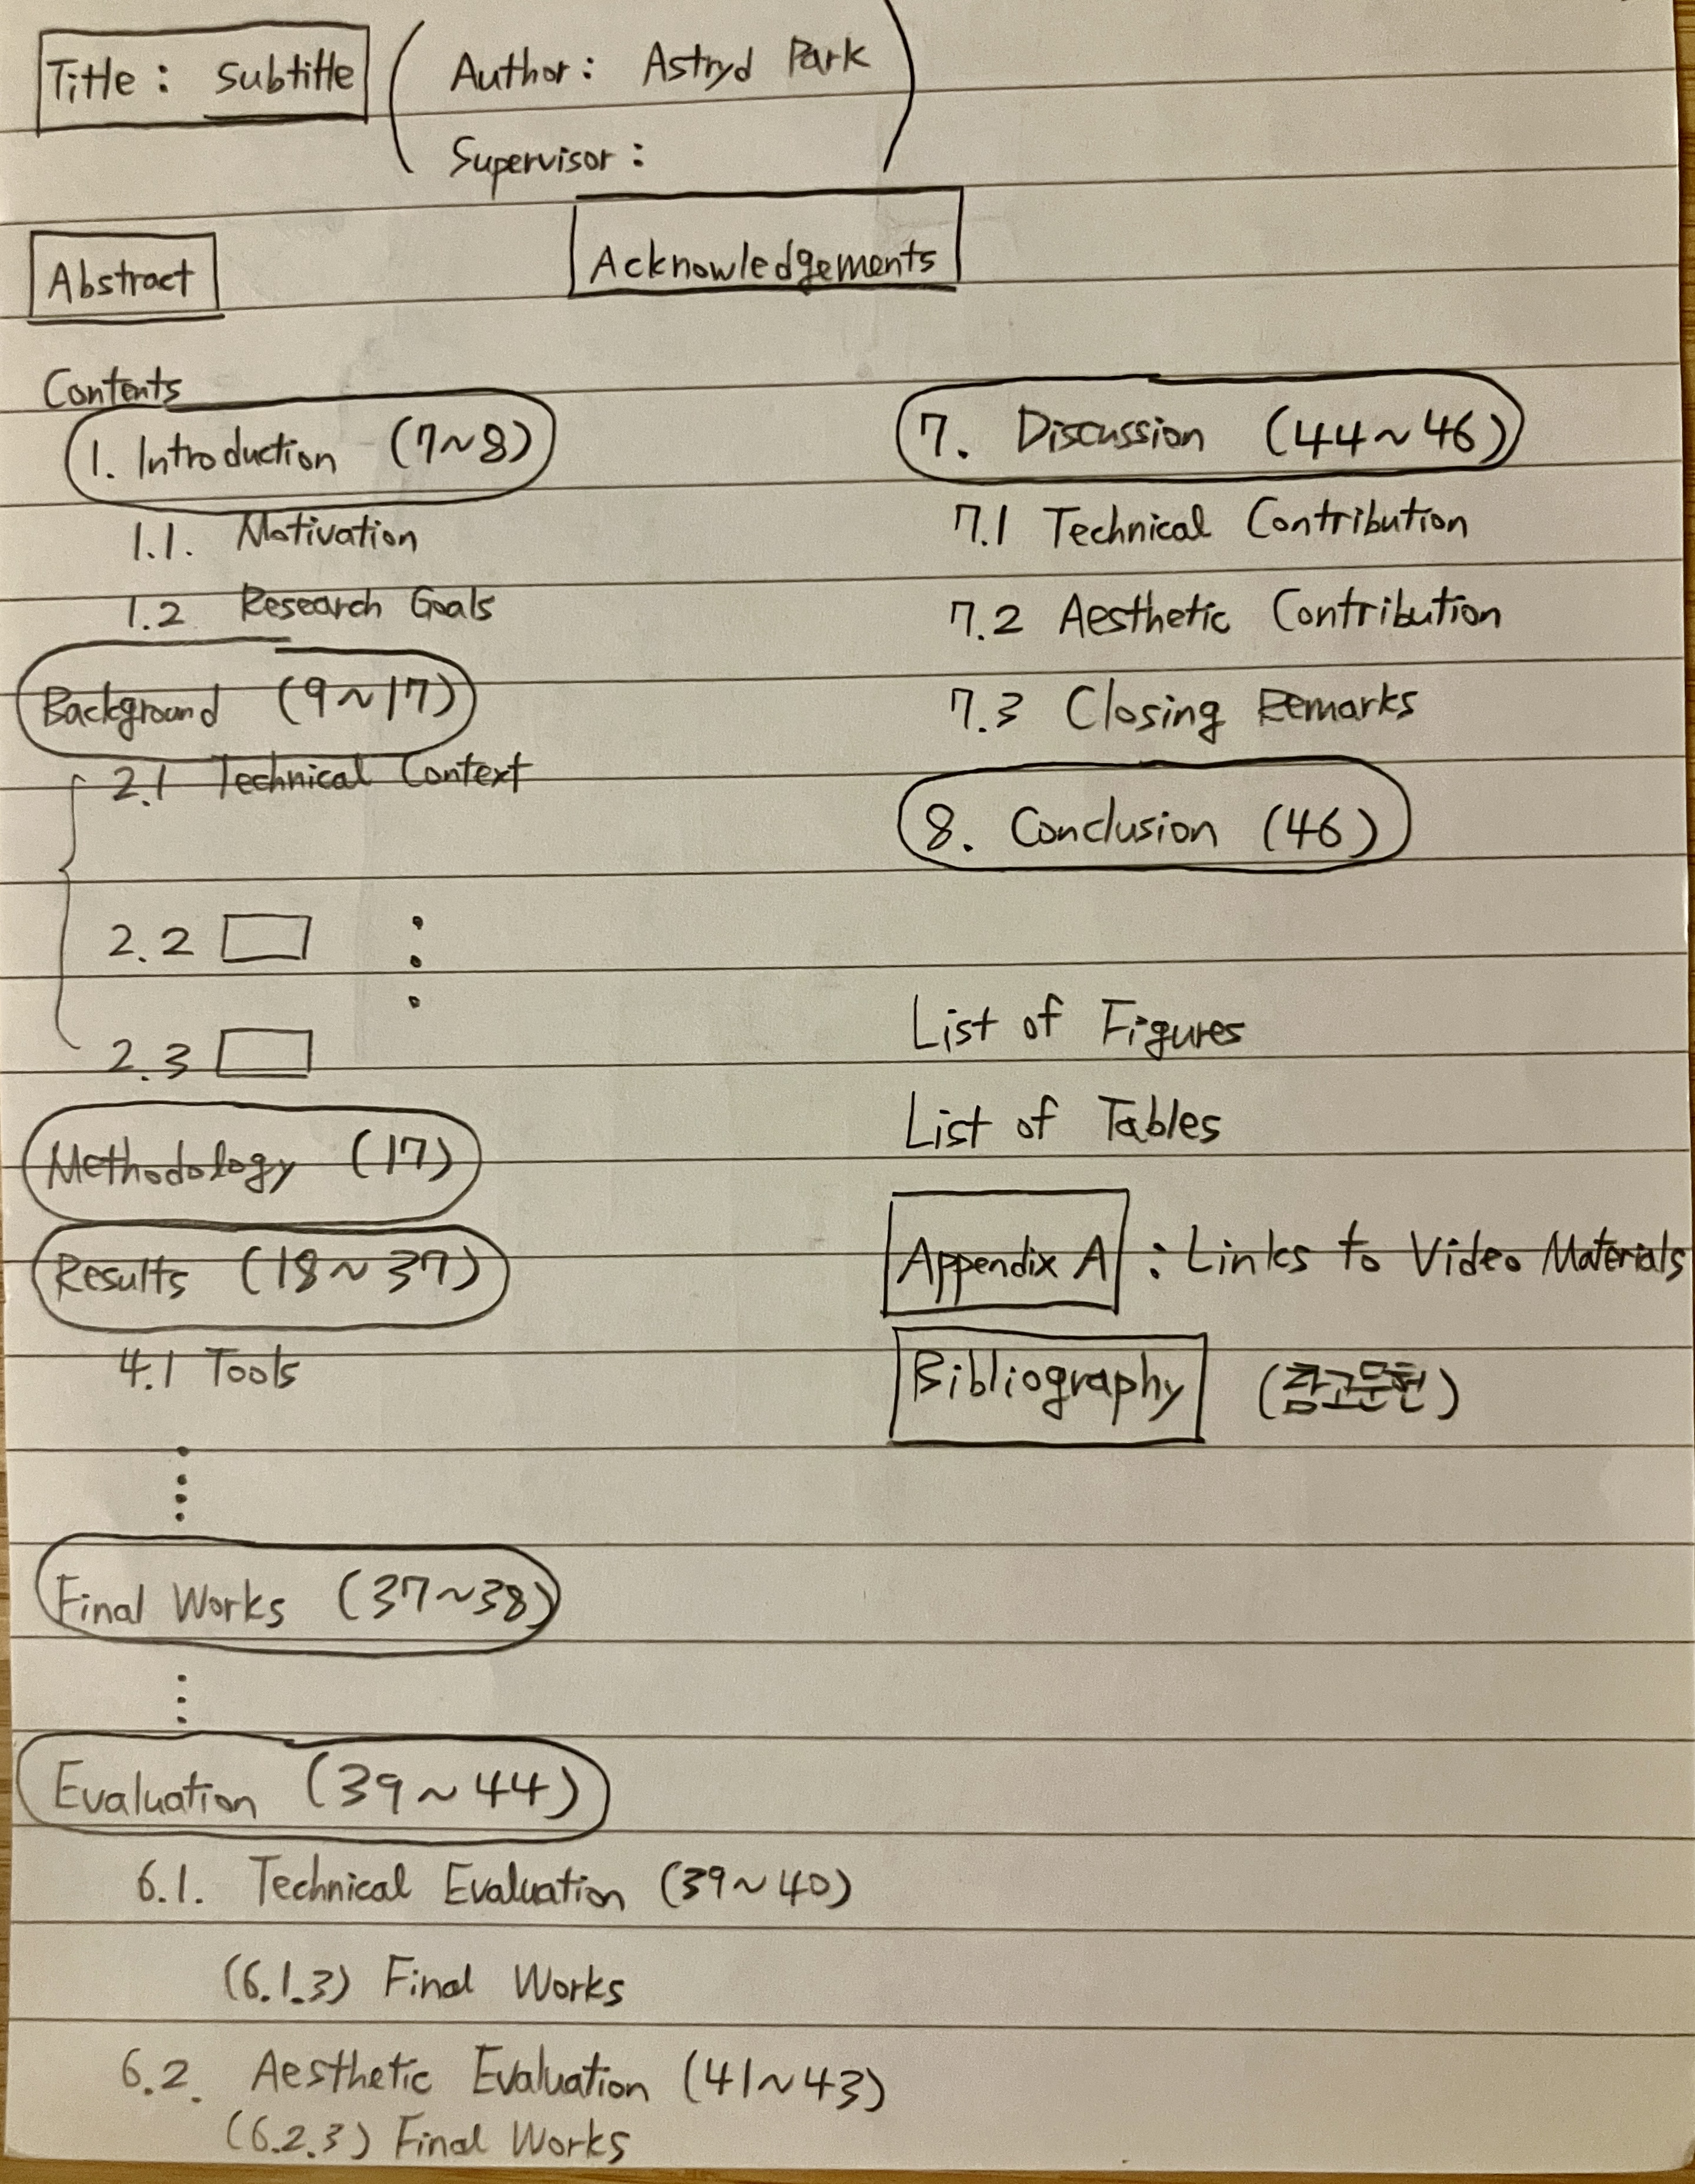 Title: subtitle
(Author: Astryd Park
Supervisor: )
Abstract
Acknowledgements
Contents
1. Introduction (7~8)
1.1. Motivation
1.2 Research Goals
Background (9~17)
2.1 Technical Context
2.2
2.3
Methodology (17)
Results (18~37)
4.1 Tools
Final Works (37~38)
Evaluation (39~44)
6.1. Technical Evaluation (39~40)
(6.1.3) Final Works
6.2. Aesthetic Evaluation (41~43)
(6.2.3) Final Works
7. Discussion (44~46)
7.1 Technical Contribution
7.2 Aesthetic Contribution
7.3 Closing Remarks
8. Conclusion (46)
List of Figures
List of Tables
Appendix A : Links to Video Materials
Bibliography (참고문헌)